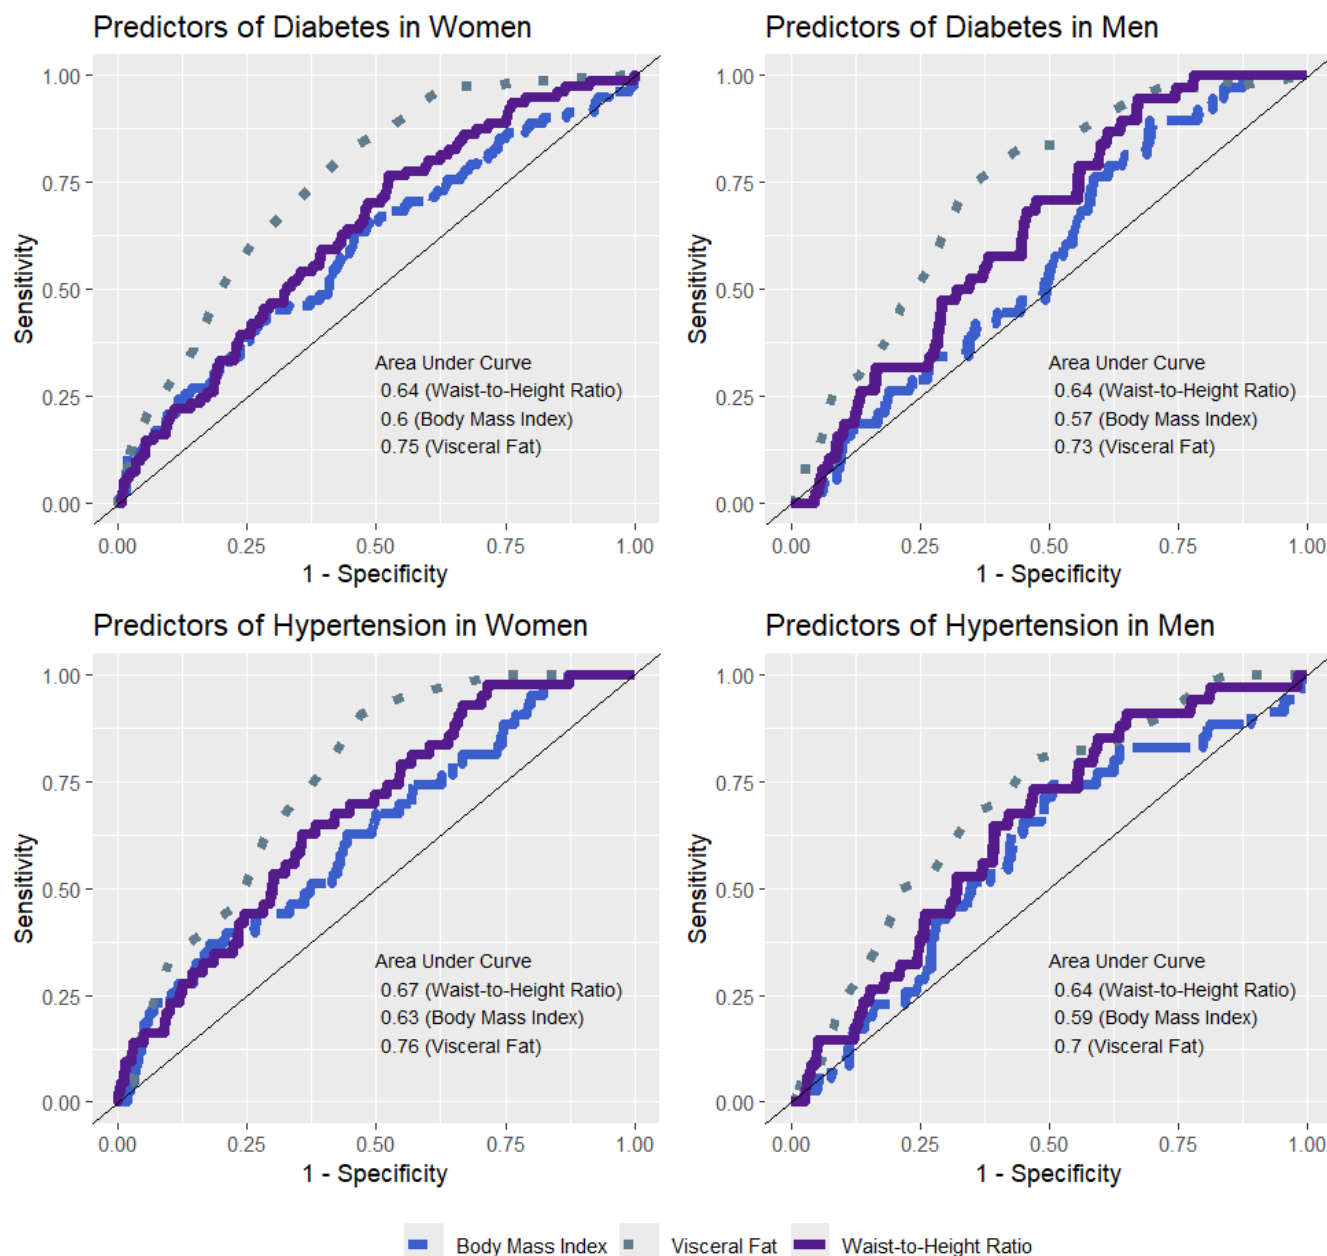 Predictors of Diabetes in Women
Sensitivity
1.00
0.75
0.50
0.25
0.00
Area Under Curve
0.64 (Waist-to-Height Ratio)
0.6 (Body Mass Index)
0.75 (Visceral Fat)
0.00 0.25 0.50 0.75 1.00
1 - Specificity
Predictors of Diabetes in Men
Sensitivity
1.00
0.75
0.50
0.25
0.00
Area Under Curve
0.64 (Waist-to-Height Ratio)
0.57 (Body Mass Index)
0.73 (Visceral Fat)
0.00 0.25 0.50 0.75 1.00
1 - Specificity
Predictors of Hypertension in Women
Sensitivity
1.00
0.75
0.50
0.25
0.00
Area Under Curve
0.67 (Waist-to-Height Ratio)
0.63 (Body Mass Index)
0.76 (Visceral Fat)
0.00 0.25 0.50 0.75 1.00
1 - Specificity
Predictors of Hypertension in Men
Sensitivity
1.00
0.75
0.50
0.25
0.00
Area Under Curve
0.64 (Waist-to-Height Ratio)
0.59 (Body Mass Index)
0.7 (Visceral Fat)
0.00 0.25 0.50 0.75 1.00
1 - Specificity
Body Mass Index Visceral Fat Waist-to-Height Ratio